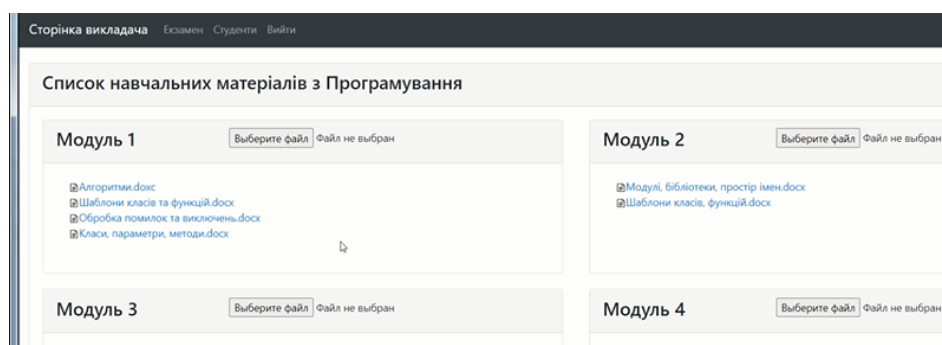 Сторінка викладача Екзамен Студенти Вийти
Список навчальних матеріалів з Програмування
Модуль 1 Выберите файл Файл не выбран
Алгоритми.doxc
Шаблони класів та функцій.docx
Обробка помилок та виключень.docx
Класи, параметри, методи.docx
Модуль 2 Выберите файл Файл не выбран
Модулі, бібліотеки, простір імен.docx
Шаблони класів, функцій.docx
Модуль 3 Выберите файл Файл не выбран
Модуль 4 Выберите файл Файл не выбран